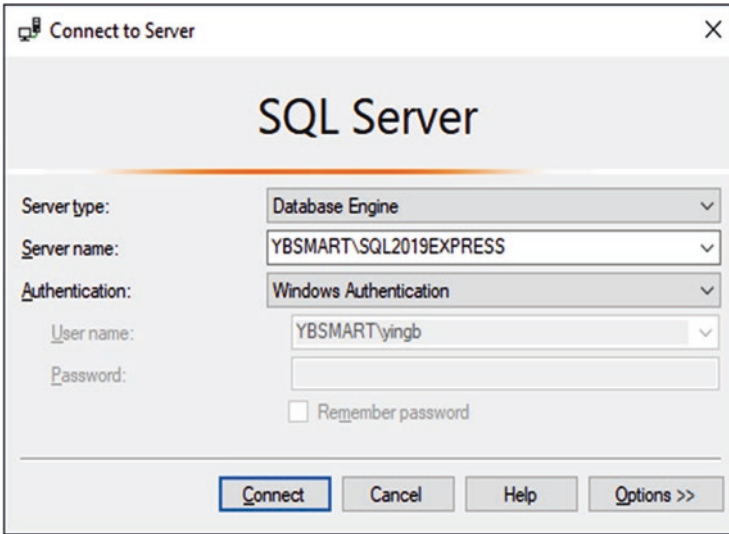 Connect to Server
SQL Server
Server type: Database Engine
Server name: YBSMART\SQL2019EXPRESS
Authentication: Windows Authentication
User name: YBSMART\yingb
Password:
Remember password
Connect Cancel Help Options >>